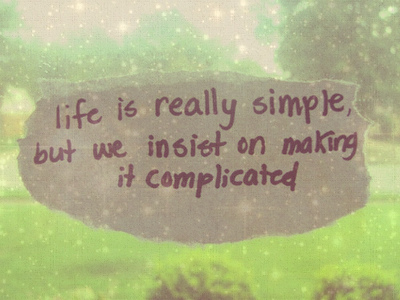 life is really simple,
but we insist on making
it complicated